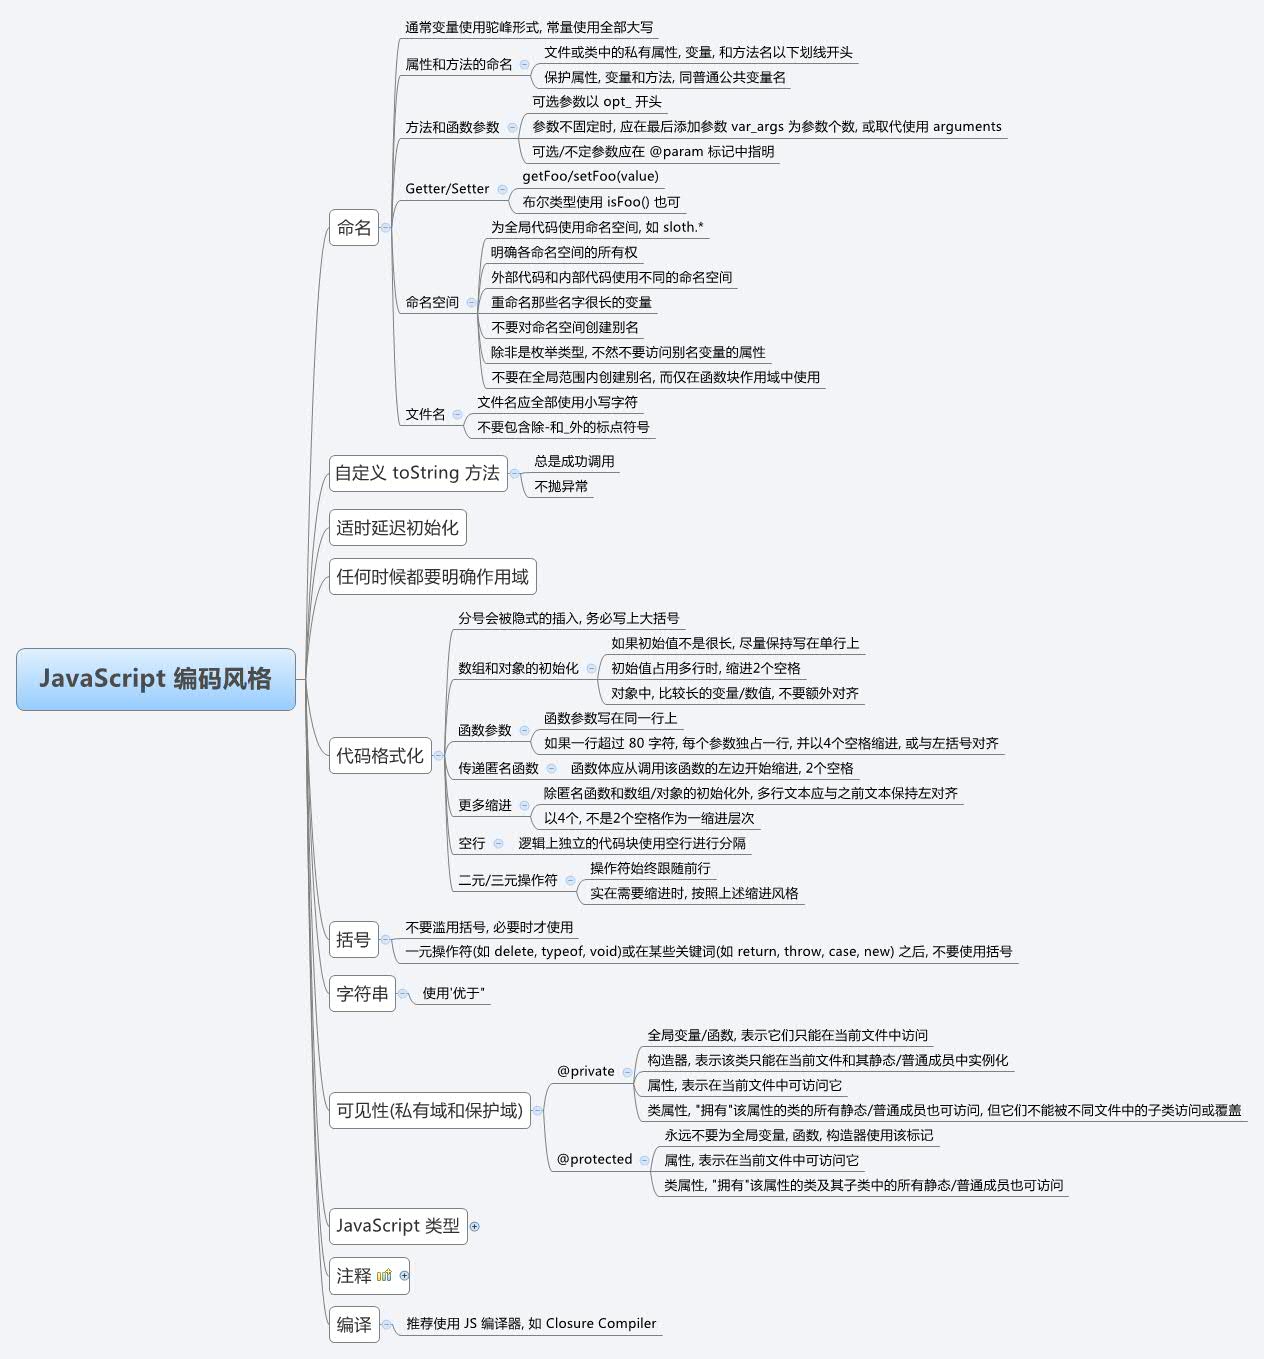 JavaScript 编码风格
命名
通常变量使用驼峰形式, 常量使用全部大写
属性和方法的命名
文件或类中的私有属性, 变量, 和方法名以下划线开头
保护属性, 变量和方法, 同普通公共变量名
方法和函数参数
可选参数以 opt_ 开头
参数不固定时, 应在最后添加参数 var_args 为参数个数, 或取代使用 arguments
可选/不定参数应在 @param 标记中指明
Getter/Setter
getFoo/setFoo(value)
布尔类型使用 isFoo() 也可
命名空间
为全局代码使用命名空间, 如 sloth.*
明确各命名空间的所有权
外部代码和内部代码使用不同的命名空间
重命名那些名字很长的变量
不要对命名空间创建别名
除非是枚举类型, 不然不要访问别名变量的属性
不要在全局范围内创建别名, 而仅在函数块作用域中使用
文件名
文件名应全部使用小写字符
不要包含除-和_外的标点符号
自定义 toString 方法
总是成功调用
不抛异常
适时延迟初始化
任何时候都要明确作用域
代码格式化
分号会被隐式的插入, 务必写上大括号
数组和对象的初始化
如果初始值不是很长, 尽量保持写在单行上
初始值占用多行时, 缩进2个空格
对象中, 比较长的变量/数值, 不要额外对齐
函数参数
函数参数写在同一行上
如果一行超过 80 字符, 每个参数独占一行, 并以4个空格缩进, 或与左括号对齐
传递匿名函数
函数体应从调用该函数的左边开始缩进, 2个空格
更多缩进
除匿名函数和数组/对象的初始化外, 多行文本应与之前文本保持左对齐
以4个, 不是2个空格作为一缩进层次
空行
逻辑上独立的代码块使用空行进行分隔
二元/三元操作符
操作符始终跟随前行
实在需要缩进时, 按照上述缩进风格
括号
不要滥用括号, 必要时才使用
一元操作符(如 delete, typeof, void)或在某些关键词(如 return, throw, case, new) 之后, 不要使用括号
字符串
使用'优于"
可见性(私有域和保护域)
@private
全局变量/函数, 表示它们只能在当前文件中访问
构造器, 表示该类只能在当前文件和其静态/普通成员中实例化
属性, 表示在当前文件中可访问它
类属性, "拥有"该属性的类的所有静态/普通成员也可访问, 但它们不能被不同文件中的子类访问或覆盖
@protected
永远不要为全局变量, 函数, 构造器使用该标记
属性, 表示在当前文件中可访问它
类属性, "拥有"该属性的类及其子类中的所有静态/普通成员也可访问
JavaScript 类型
注释
编译
推荐使用 JS 编译器, 如 Closure Compiler